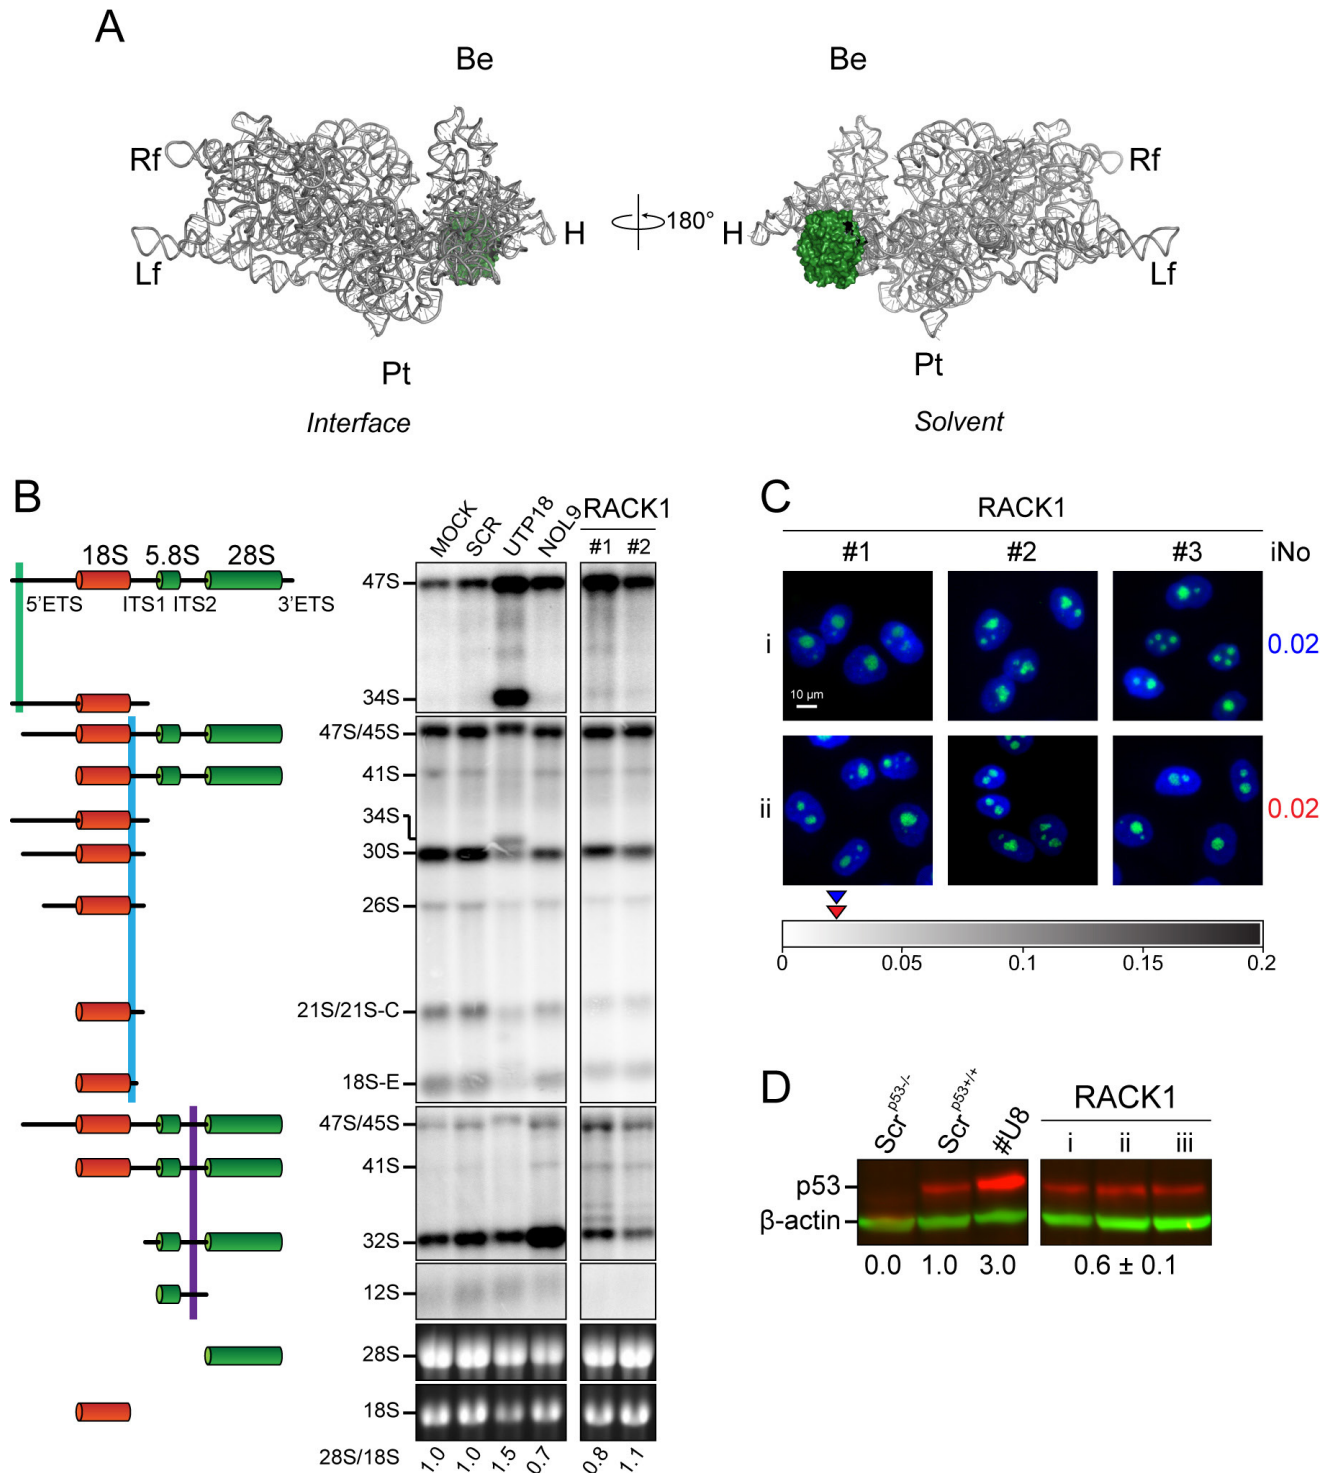 A
Be
Be
Rf
Rf
H
180°
H
Lf
Lf
Pt
Pt
Interface
Solvent
B
MOCK
SCR
UTP18
NOL9
RACK1
#1
#2
18S
5.8S
28S
5'ETS
ITS1
ITS2
3'ETS
47S
34S
47S/45S
41S
34S
30S
26S
21S/21S-C
18S-E
47S/45S
41S
32S
12S
28S
18S
28S/18S
1.0
1.0
1.5
0.7
0.8
1.1
C
RACK1
#1
#2
#3
iNo
i
0.02
10 µm
ii
0.02
0
0.05
0.1
0.15
0.2
D
Scr p53-/-
Scr p53+/+
#U8
RACK1
i
ii
iii
p53
β-actin
0.0
1.0
3.0
0.6 ± 0.1